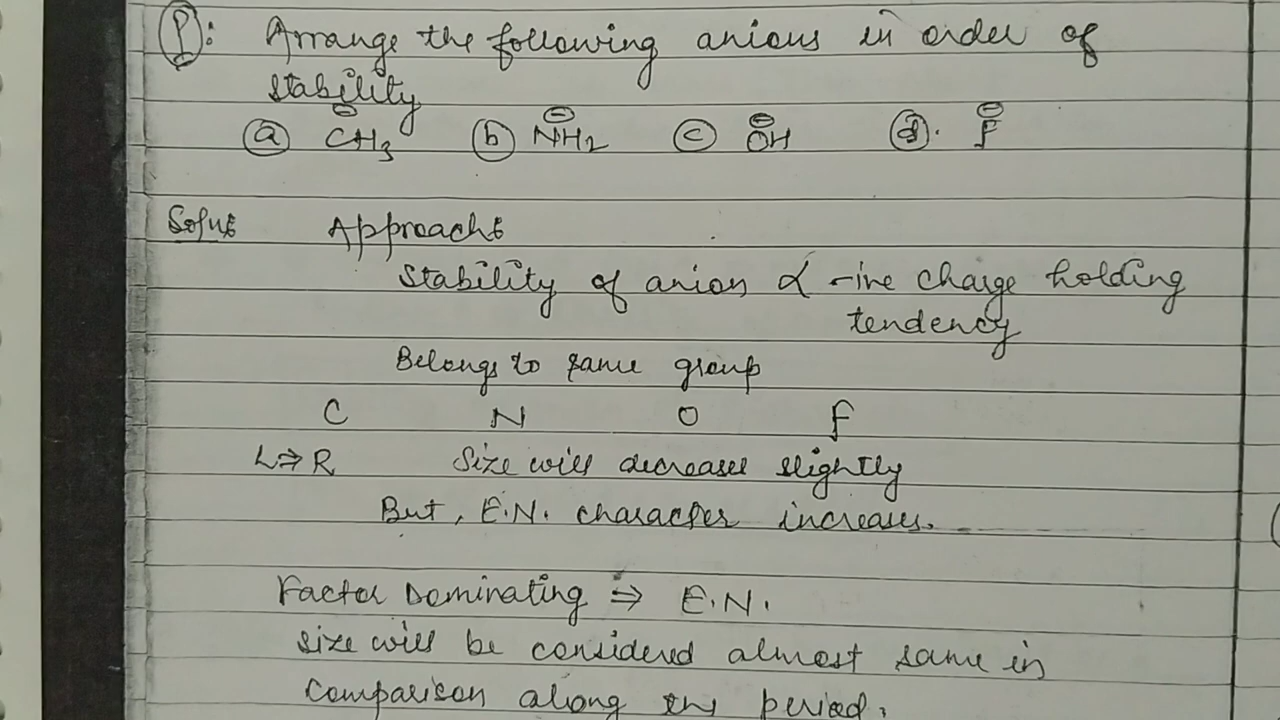 (P): Arrange the following anions in order of
stability
(a) CH₃⊖ (b) NH₂⊖ (c) OH⊖ (d). F⊖
Solu:
Approach:
Stability of anion α -ive charge holding
tendency
Belongs to same group
C N O F
L⇒R Size will decreases slightly
But, E.N. character increases.
Factor Dominating ⇒ E.N.
size will be considered almost same in
comparison along the period.